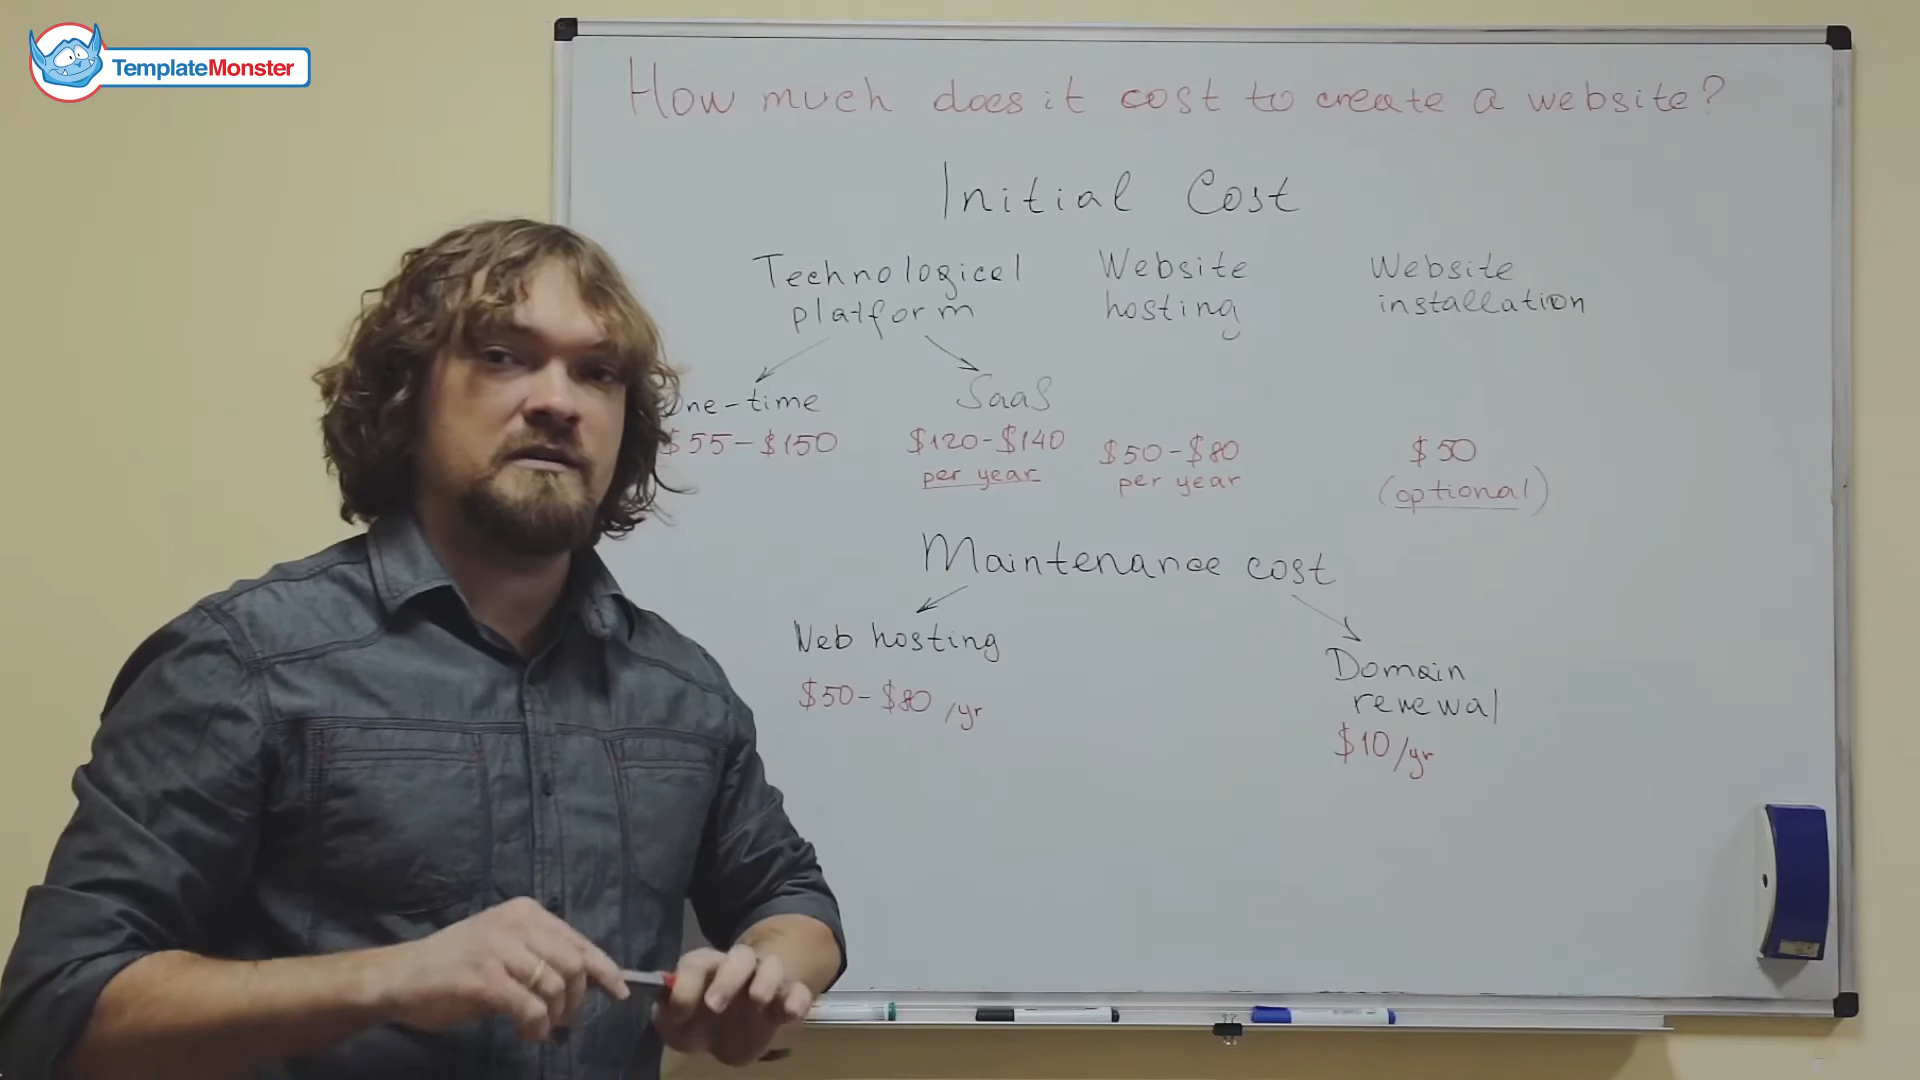 TemplateMonster
How much does it cost to create a website?
Initial Cost
Technological platform
Website hosting
Website installation
One-time
$55-$150
SaaS
$120-$140
per year
$50-$80
per year
$50
(optional)
Maintenance cost
Web hosting
$50-$80 /yr
Domain
renewal
$10/yr